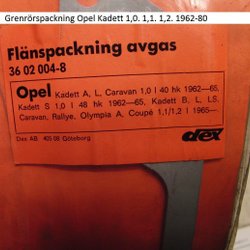 Grenrörspackning Opel Kadett 1,0. 1,1. 1,2. 1962-80
Flänspackning avgas
36 02 004-8
Opel Kadett A, L, Caravan 1,0 l 40 hk 1962—65,
Kadett S 1,0 l 48 hk 1962—65, Kadett B, L, LS,
Caravan, Rallye, Olympia A, Coupé 1,1/1,2 l 1965—.
Dex AB 405 03 Göteborg
dex